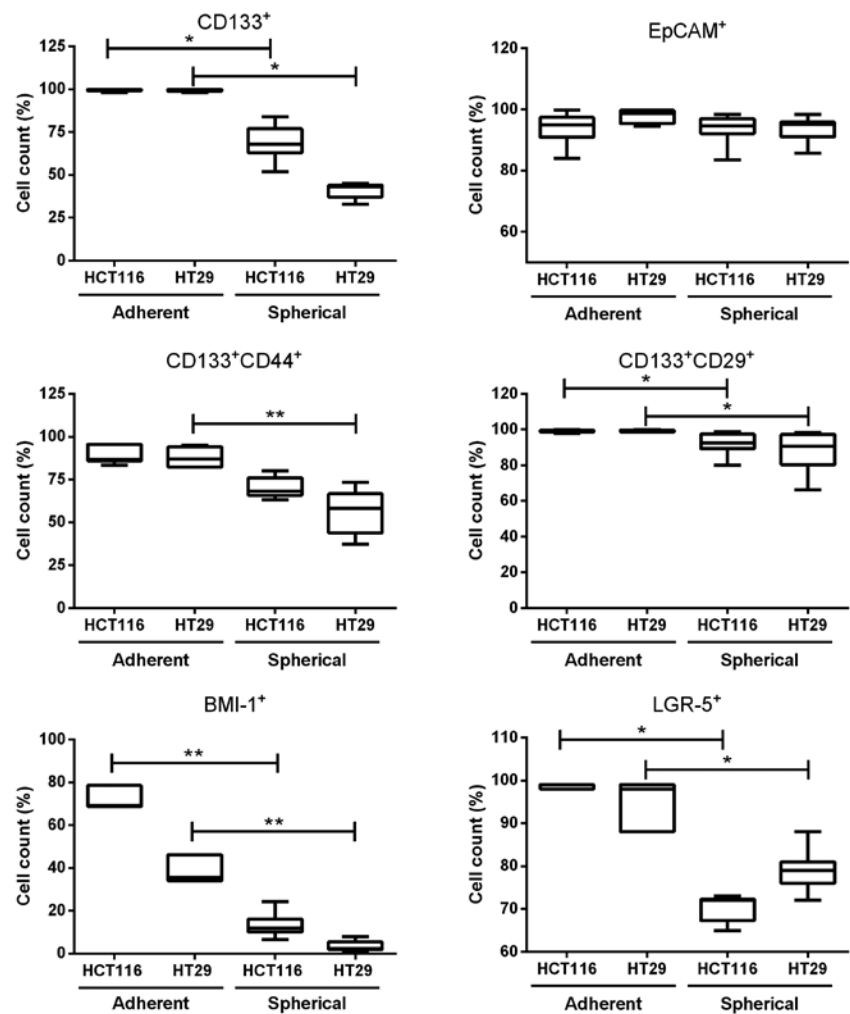 CD133⁺
Cell count (%)
125
100
75
50
25
0
* 
*
HCT116 HT29 HCT116 HT29
Adherent Spherical
EpCAM⁺
Cell count (%)
120
100
80
60
HCT116 HT29 HCT116 HT29
Adherent Spherical
CD133⁺CD44⁺
Cell count (%)
125
100
75
50
25
0
**
HCT116 HT29 HCT116 HT29
Adherent Spherical
CD133⁺CD29⁺
Cell count (%)
120
100
80
60
40
20
0
*
*
HCT116 HT29 HCT116 HT29
Adherent Spherical
BMI-1⁺
Cell count (%)
100
80
60
40
20
0
**
**
HCT116 HT29 HCT116 HT29
Adherent Spherical
LGR-5⁺
Cell count (%)
110
100
90
80
70
60
*
*
HCT116 HT29 HCT116 HT29
Adherent Spherical